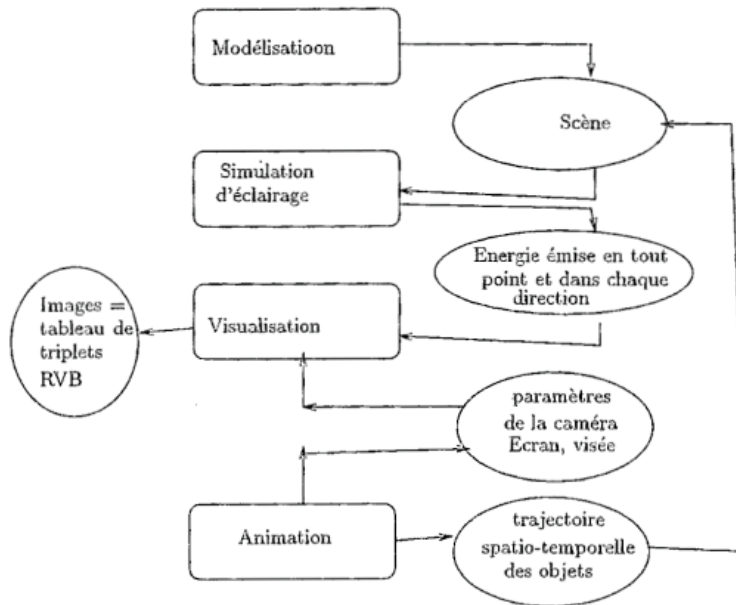 Modélisatioon
Scène
Simulation
d'éclairage
Energie émise en tout
point et dans chaque
direction
Images =
tableau de
triplets
RVB
Visualisation
paramètres
de la caméra
Ecran, visée
Animation
trajectoire
spatio-temporelle
des objets